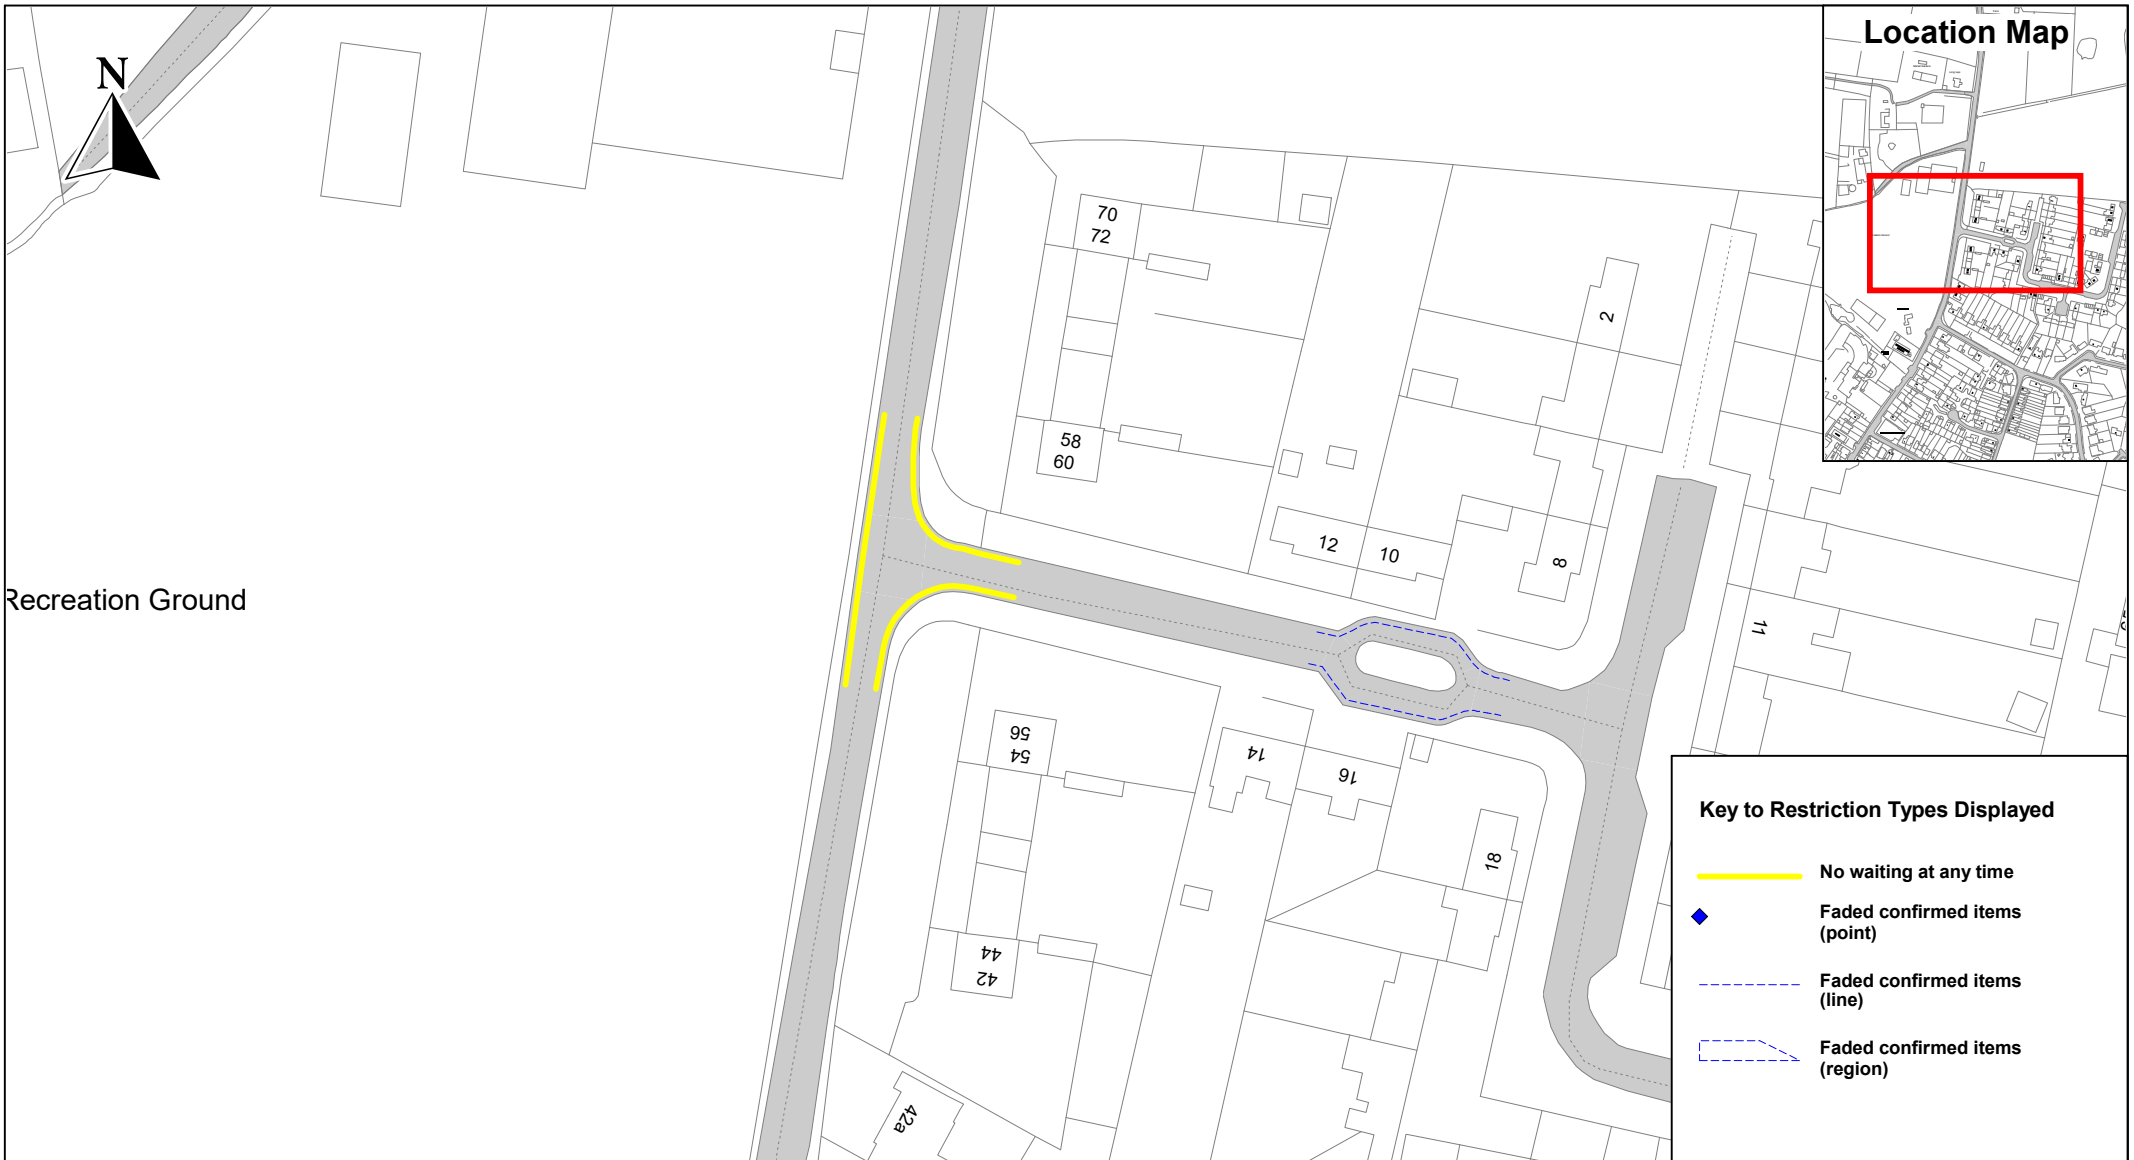 Location Map
N
70
72
2
58
60
12
10
8
Recreation Ground
11
56
54
14
16
18
44
42
42a
Key to Restriction Types Displayed
No waiting at any time
Faded confirmed items
(point)
Faded confirmed items
(line)
Faded confirmed items
(region)